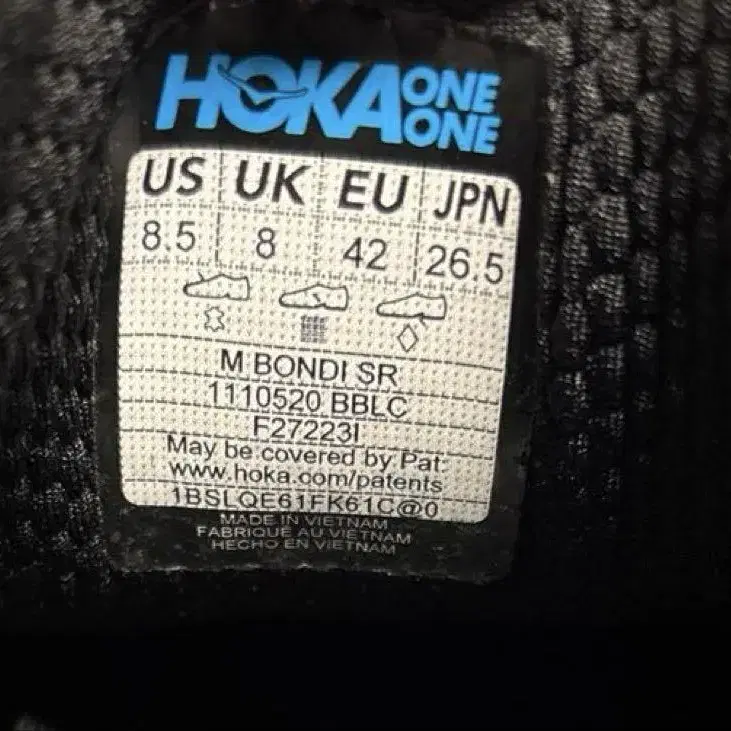 HOKA ONE ONE
US UK EU JPN
8.5 8 42 26.5
M BONDI SR
1110520 BBLC
F27223I
May be covered by Pat:
www.hoka.com/patents
1BSLQE61FK61C@0
MADE IN VIETNAM
FABRIQUE AU VIETNAM
HECHO EN VIETNAM